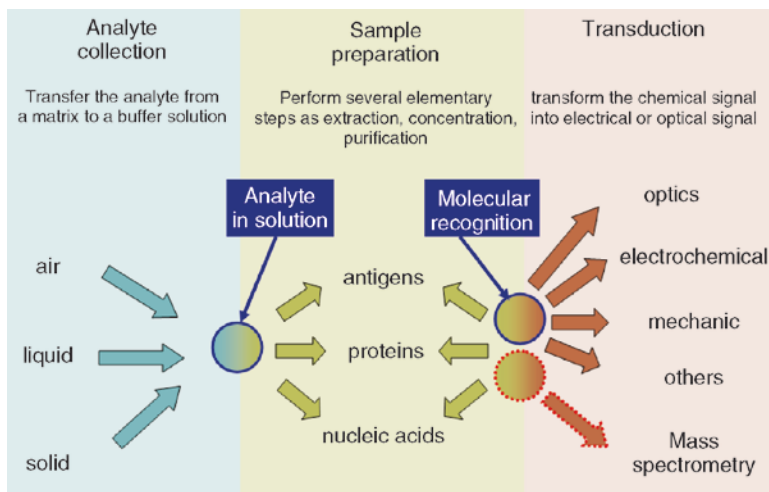 Analyte
collection
Transfer the analyte from
a matrix to a buffer solution
Sample
preparation
Perform several elementary
steps as extraction, concentration,
purification
Transduction
transform the chemical signal
into electrical or optical signal
Analyte
in solution
Molecular
recognition
air
liquid
solid
antigens
proteins
nucleic acids
optics
electrochemical
mechanic
others
Mass
spectrometry